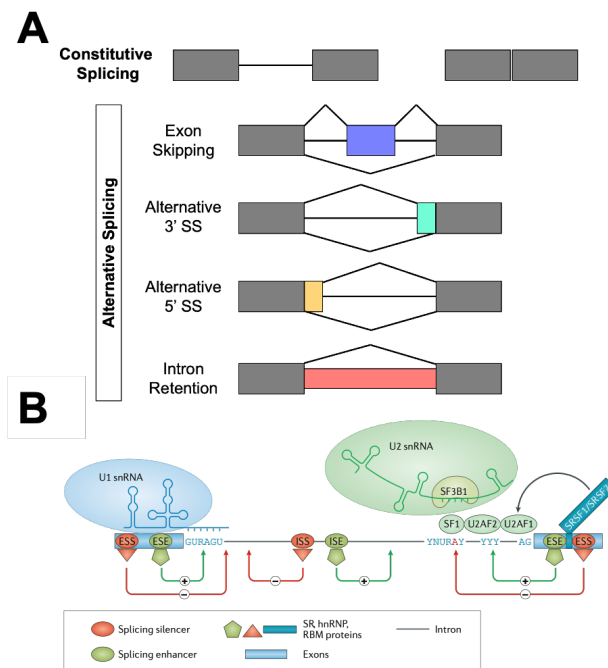 A
Constitutive
Splicing
Alternative Splicing
Exon
Skipping
Alternative
3' SS
Alternative
5' SS
Intron
Retention
B
U1 snRNA
U2 snRNA
SF3B1
SF1 U2AF2 U2AF1
SRSF1/SRSF2
ESS ESE GURAGU ISS ISE YNURAY YYY AG ESE ESS
+ − − + + −
Splicing silencer
Splicing enhancer
SR, hnRNP,
RBM proteins
Exons
Intron